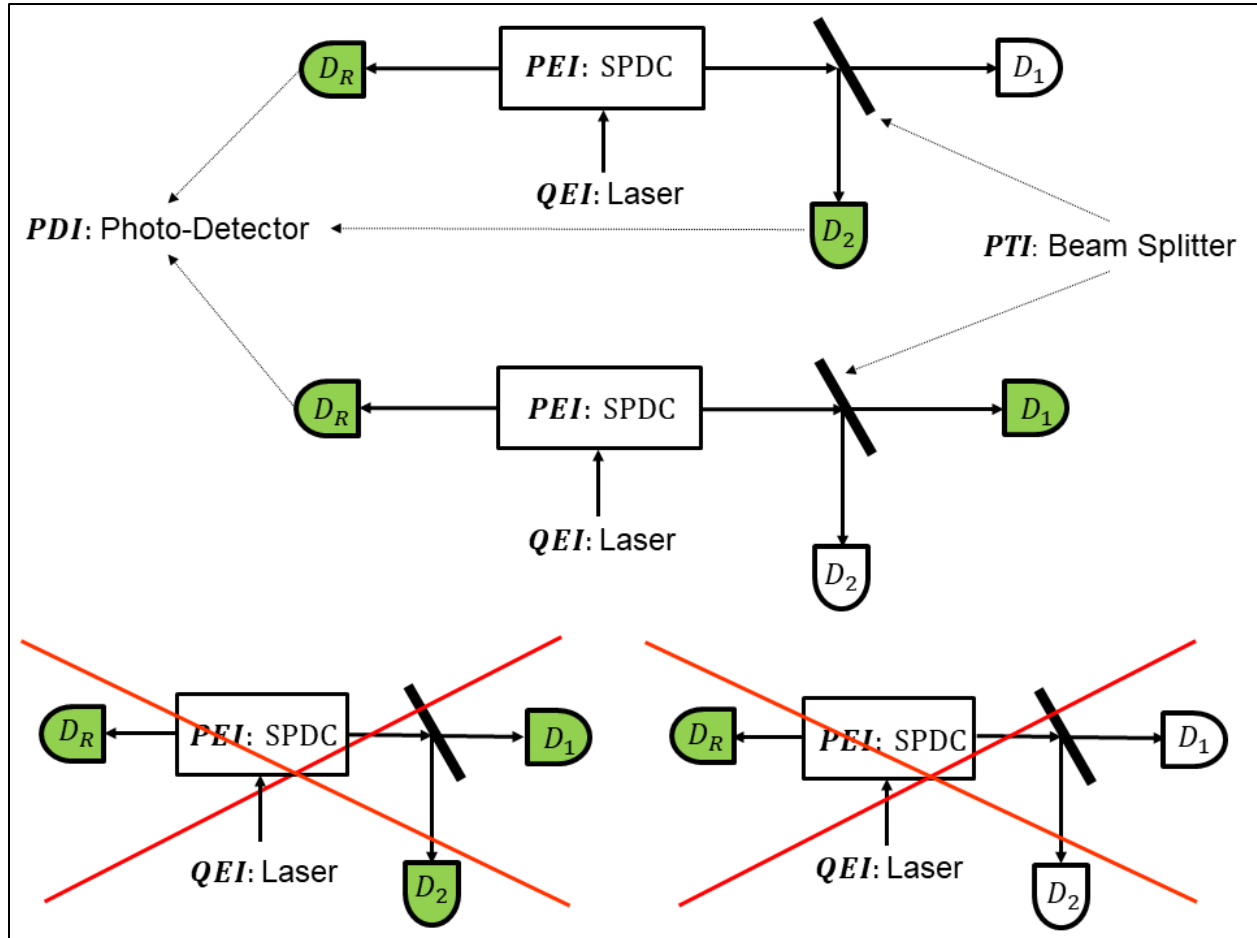 D_R
PEI: SPDC
D_1
QEI: Laser
D_2
PDI: Photo-Detector
PTI: Beam Splitter
D_R
PEI: SPDC
D_1
QEI: Laser
D_2
D_R
PEI: SPDC
D_1
QEI: Laser
D_2
D_R
PEI: SPDC
D_1
QEI: Laser
D_2